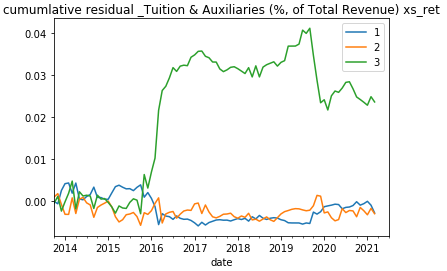 cumumlative residual _Tuition & Auxiliaries (%, of Total Revenue) xs_ret
1
2
3
0.04
0.03
0.02
0.01
0.00
2014 2015 2016 2017 2018 2019 2020 2021
date